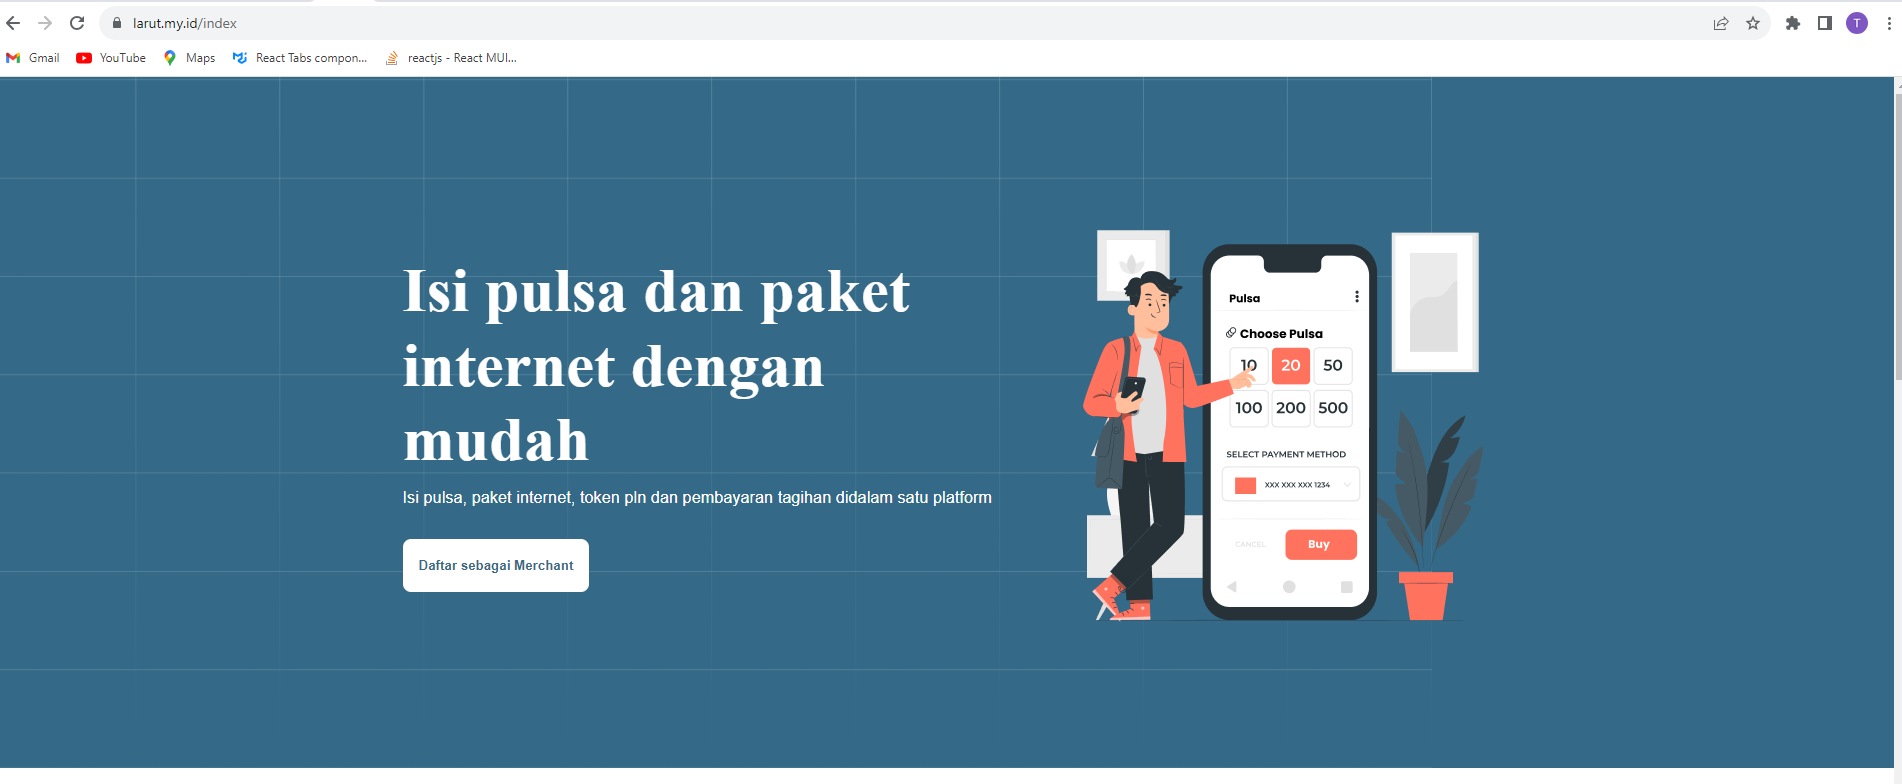 larut.my.id/index
T
Gmail
YouTube
Maps
React Tabs compon...
reactjs - React MUI...
Isi pulsa dan paket
internet dengan
mudah
Isi pulsa, paket internet, token pln dan pembayaran tagihan didalam satu platform
Daftar sebagai Merchant
Pulsa
Choose Pulsa
10 20 50
100 200 500
SELECT PAYMENT METHOD
XXX XXX XXX 1234
CANCEL Buy